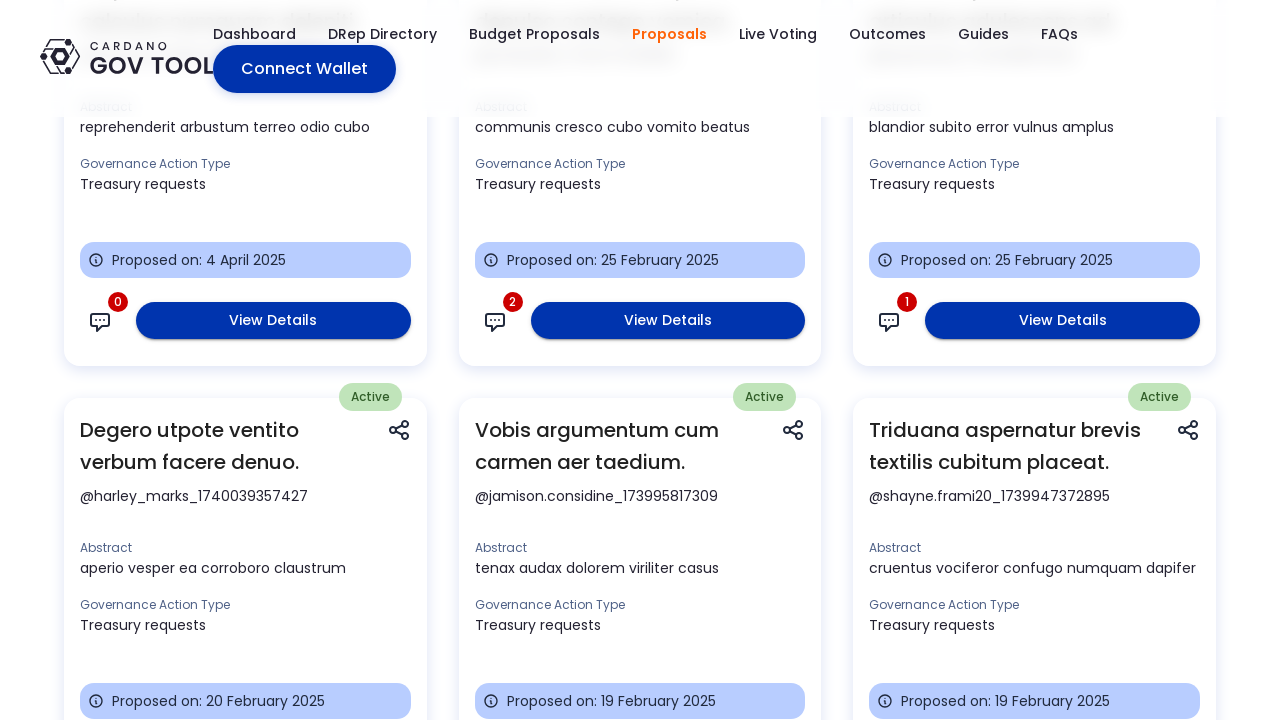 Dashboard
DRep Directory
Budget Proposals
Proposals
Live Voting
Outcomes
Guides
FAQs
CARDANO
GOV TOOL
Connect Wallet
Abstract
reprehenderit arbustum terreo odio cubo
Governance Action Type
Treasury requests
Proposed on: 4 April 2025
0
View Details
Abstract
communis cresco cubo vomito beatus
Governance Action Type
Treasury requests
Proposed on: 25 February 2025
2
View Details
Abstract
blandior subito error vulnus amplus
Governance Action Type
Treasury requests
Proposed on: 25 February 2025
1
View Details
Active
Degero utpote ventito
verbum facere denuo.
@harley_marks_1740039357427
Abstract
aperio vesper ea corroboro claustrum
Governance Action Type
Treasury requests
Proposed on: 20 February 2025
Active
Vobis argumentum cum
carmen aer taedium.
@jamison.considine_173995817309
Abstract
tenax audax dolorem viriliter casus
Governance Action Type
Treasury requests
Proposed on: 19 February 2025
Active
Triduana aspernatur brevis
textilis cubitum placeat.
@shayne.frami20_1739947372895
Abstract
cruentus vociferor confugo numquam dapifer
Governance Action Type
Treasury requests
Proposed on: 19 February 2025